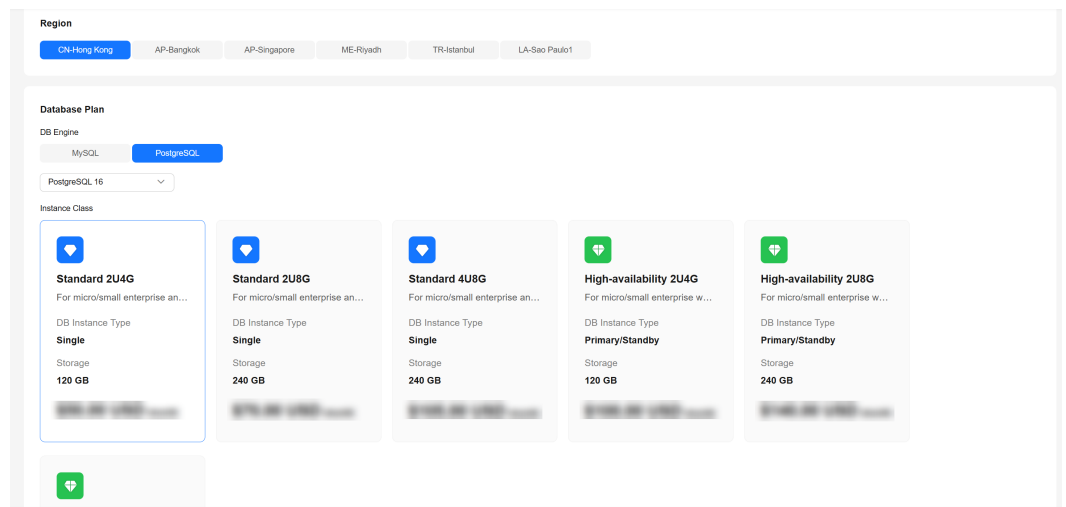 Region
CN-Hong Kong AP-Bangkok AP-Singapore ME-Riyadh TR-Istanbul LA-Sao Paulo1
Database Plan
DB Engine
MySQL PostgreSQL
PostgreSQL 16
Instance Class
Standard 2U4G Standard 2U8G Standard 4U8G High-availability 2U4G High-availability 2U8G
For micro/small enterprise an... For micro/small enterprise an... For micro/small enterprise an... For micro/small enterprise w... For micro/small enterprise w...
DB Instance Type DB Instance Type DB Instance Type DB Instance Type DB Instance Type
Single Single Single Primary/Standby Primary/Standby
Storage Storage Storage Storage Storage
120 GB 240 GB 240 GB 120 GB 240 GB